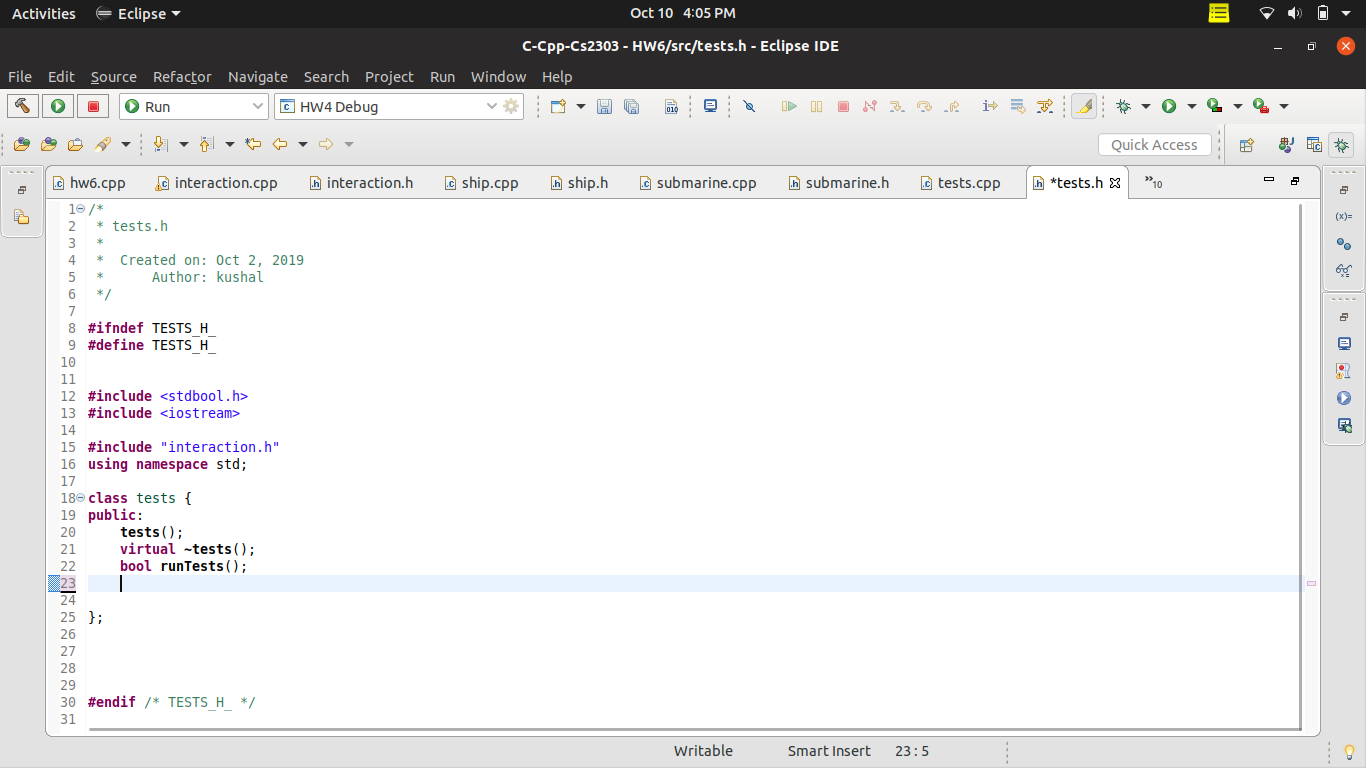 Activities Eclipse Oct 10 4:05 PM
C-Cpp-Cs2303 - HW6/src/tests.h - Eclipse IDE
File Edit Source Refactor Navigate Search Project Run Window Help
Run HW4 Debug
Quick Access
hw6.cpp interaction.cpp interaction.h ship.cpp ship.h submarine.cpp submarine.h tests.cpp *tests.h »10
1 /*
2 * tests.h
3 *
4 * Created on: Oct 2, 2019
5 * Author: kushal
6 */
7
8 #ifndef TESTS_H_
9 #define TESTS_H_
10
11
12 #include <stdbool.h>
13 #include <iostream>
14
15 #include "interaction.h"
16 using namespace std;
17
18 class tests {
19 public:
20 tests();
21 virtual ~tests();
22 bool runTests();
23
24
25 };
26
27
28
29
30 #endif /* TESTS_H_ */
31
Writable Smart Insert 23 : 5